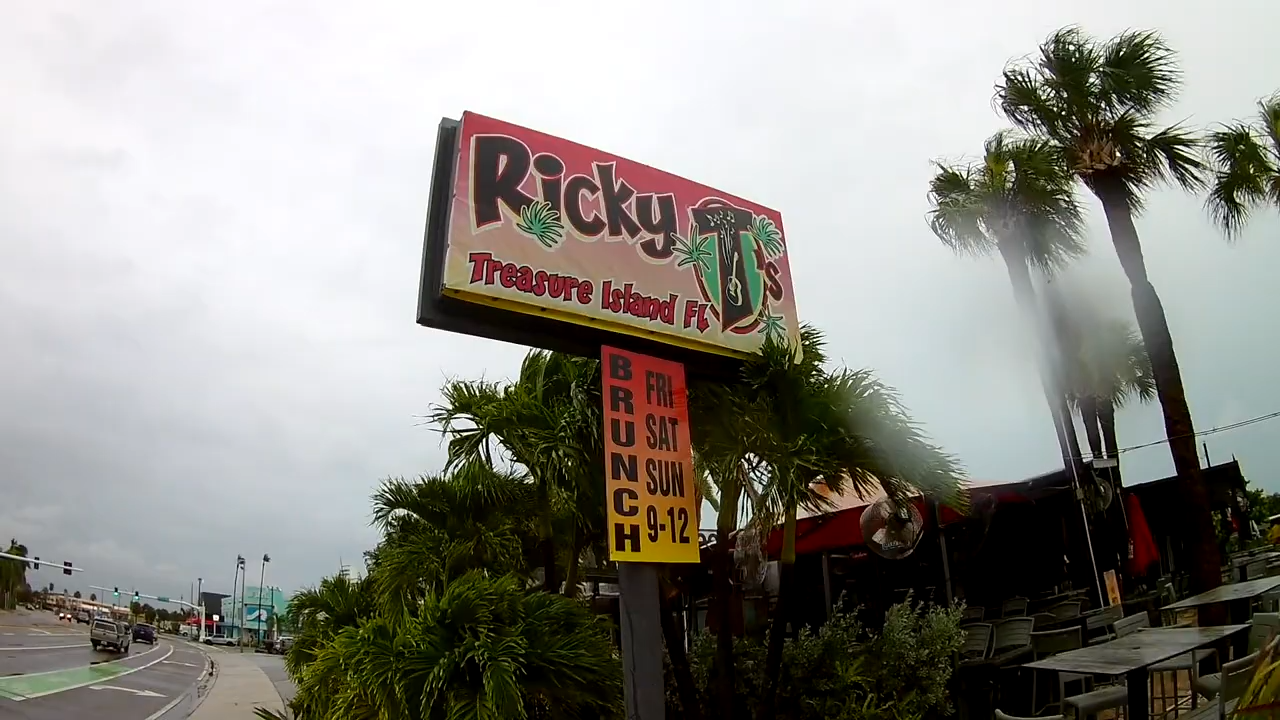 Ricky T's
Treasure Island FL
BRUNCH
FRI
SAT
SUN
9-12